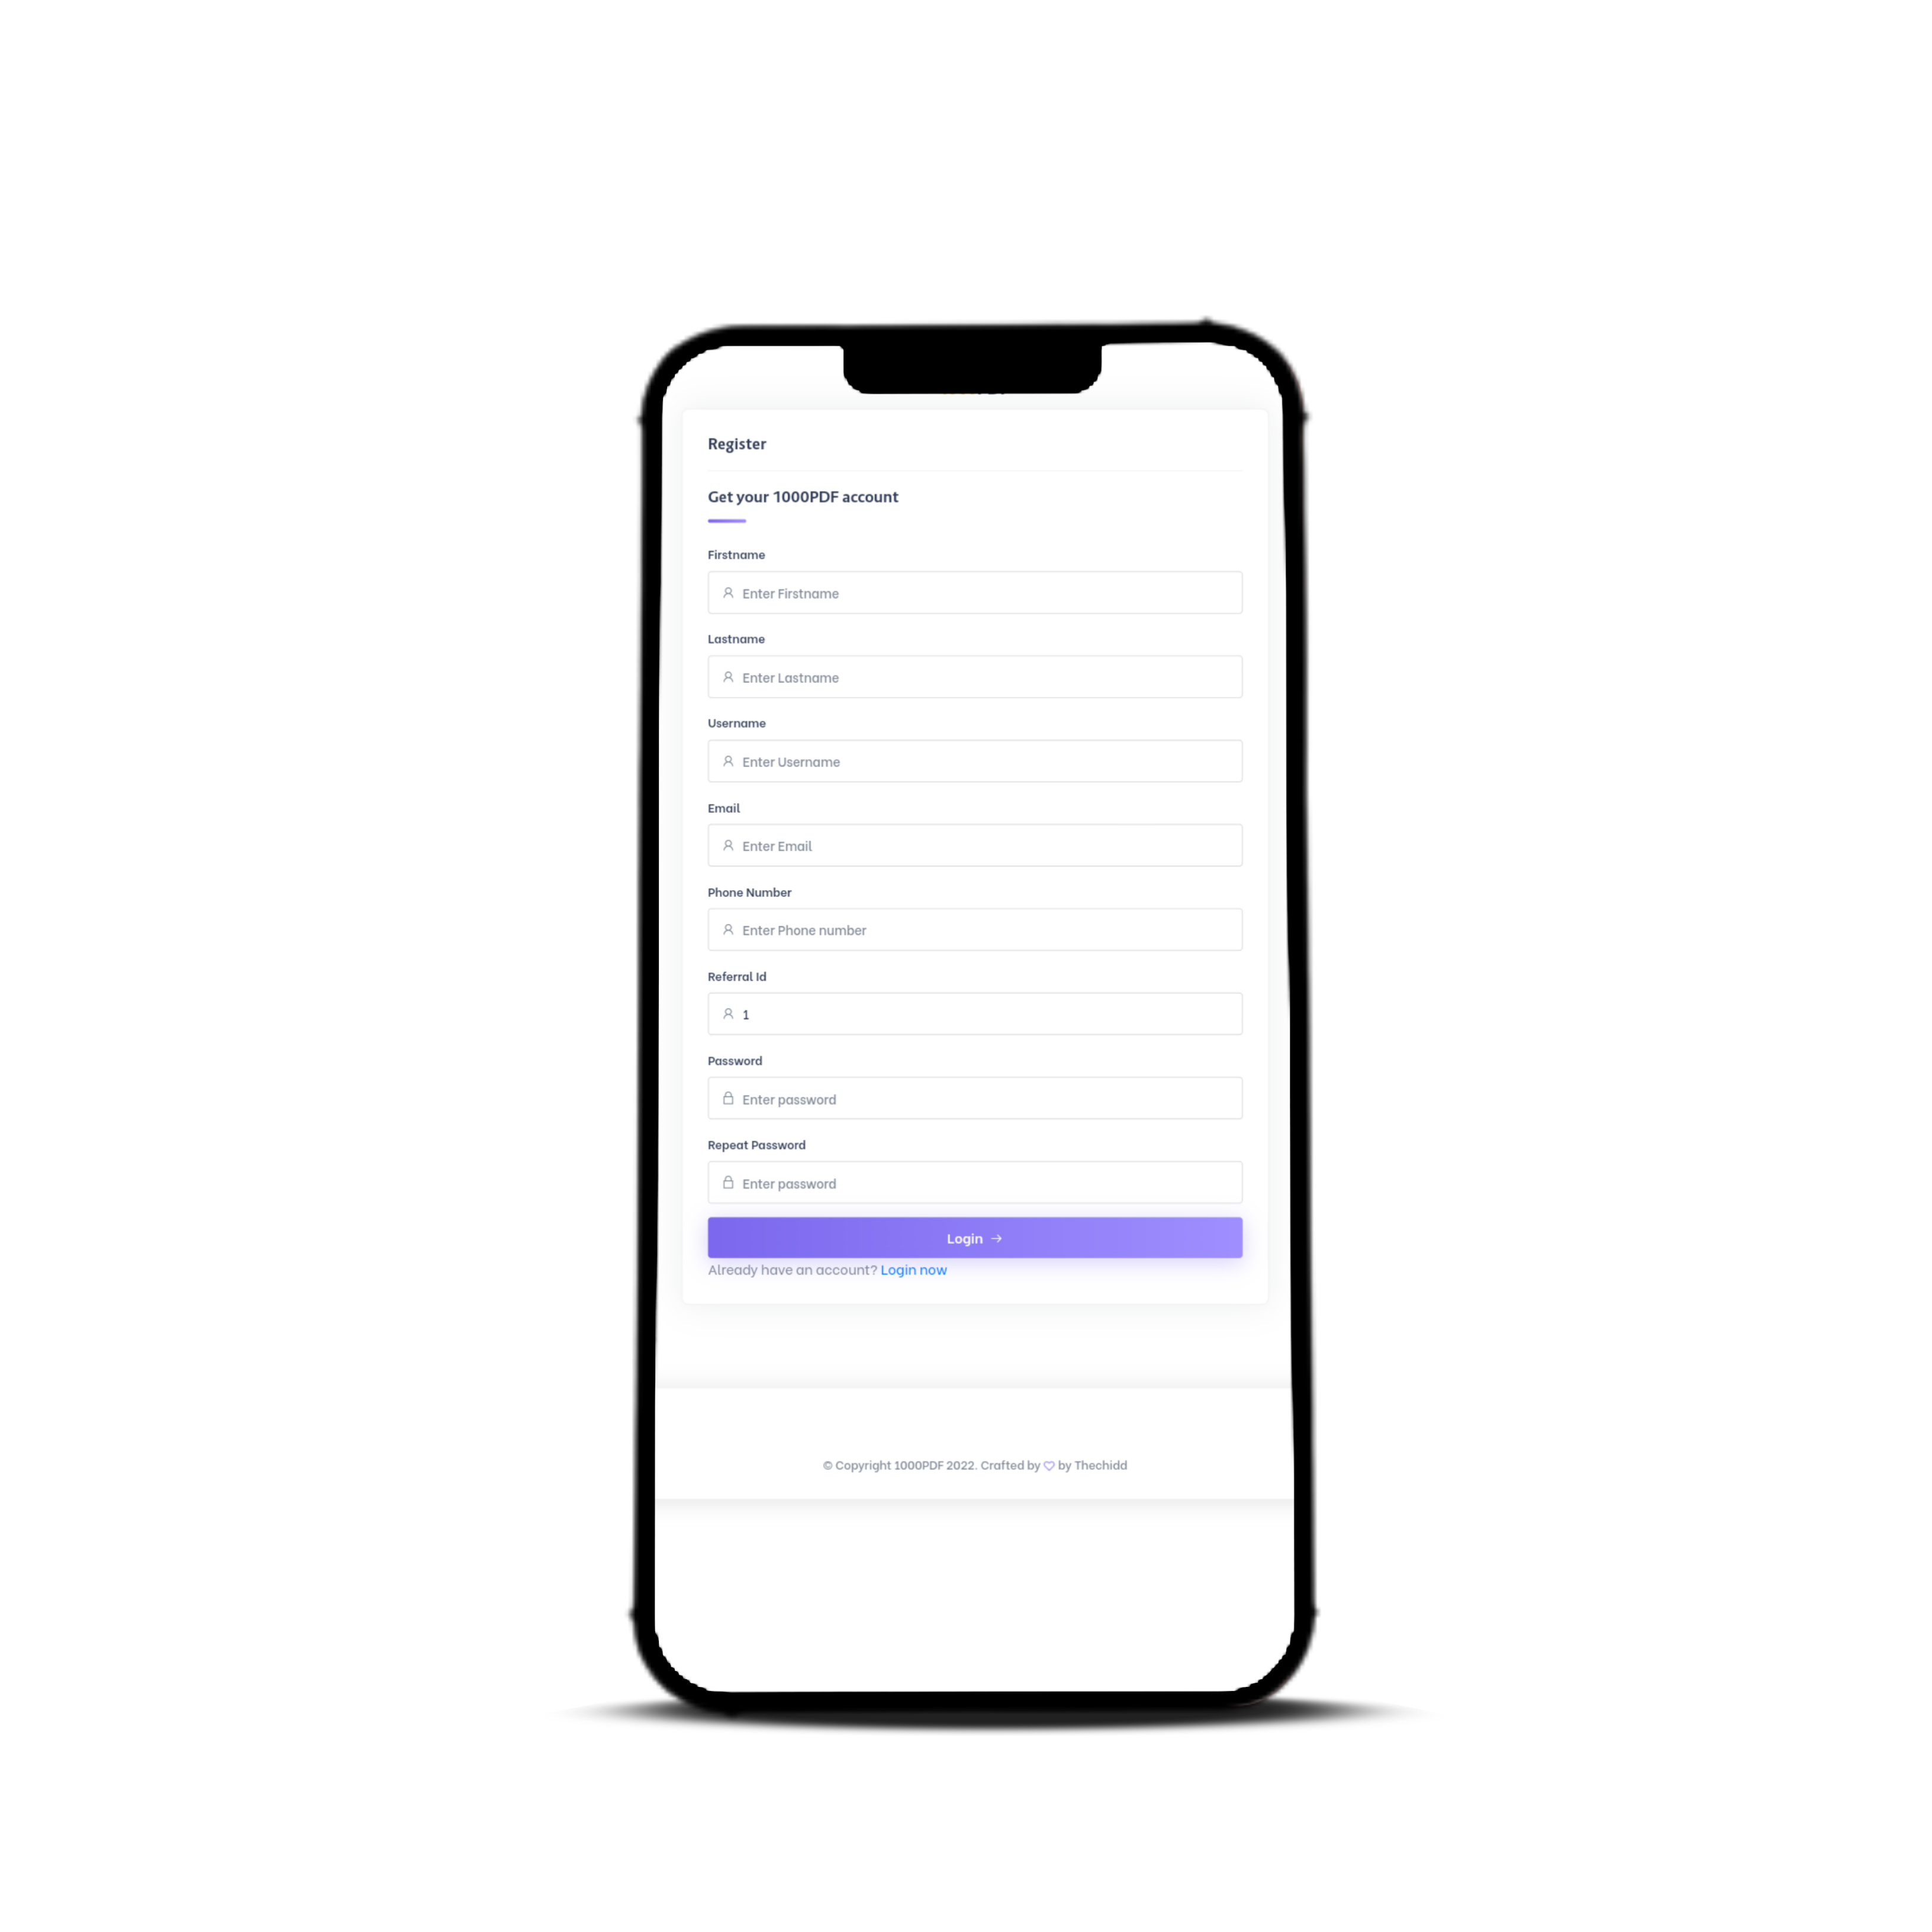 Register
Get your 1000PDF account
Firstname
Enter Firstname
Lastname
Enter Lastname
Username
Enter Username
Email
Enter Email
Phone Number
Enter Phone number
Referral Id
1
Password
Enter password
Repeat Password
Enter password
Login →
Already have an account? Login now
© Copyright 1000PDF 2022. Crafted by ♡ by Thechidd